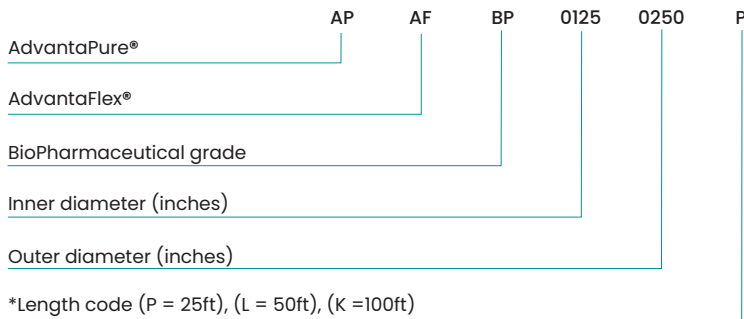 AP AF BP 0125 0250 P
AdvantaPure®
AdvantaFlex®
BioPharmaceutical grade
Inner diameter (inches)
Outer diameter (inches)
*Length code (P = 25ft), (L = 50ft), (K =100ft)